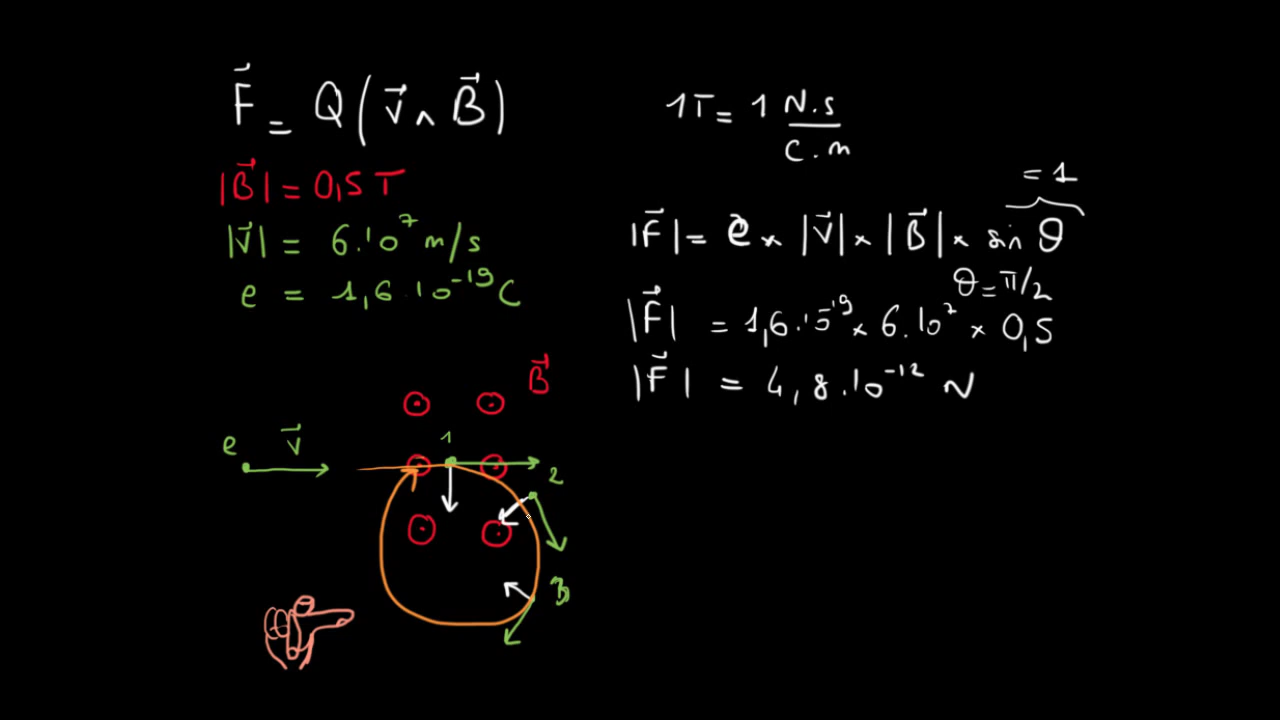 F⃗ = Q(v⃗ ∧ B⃗)
|B⃗| = 0,5 T
|v⃗| = 6.10⁷ m/s
e = 1,6.10⁻¹⁹ C
1T = 1 N.s / C.m
= 1
|F⃗| = e × |v⃗| × |B⃗| × sin θ
θ = π/2
|F⃗| = 1,6.10⁻¹⁹ × 6.10⁷ × 0,5
|F⃗| = 4,8.10⁻¹² N
B⃗
e v⃗
1
2
3